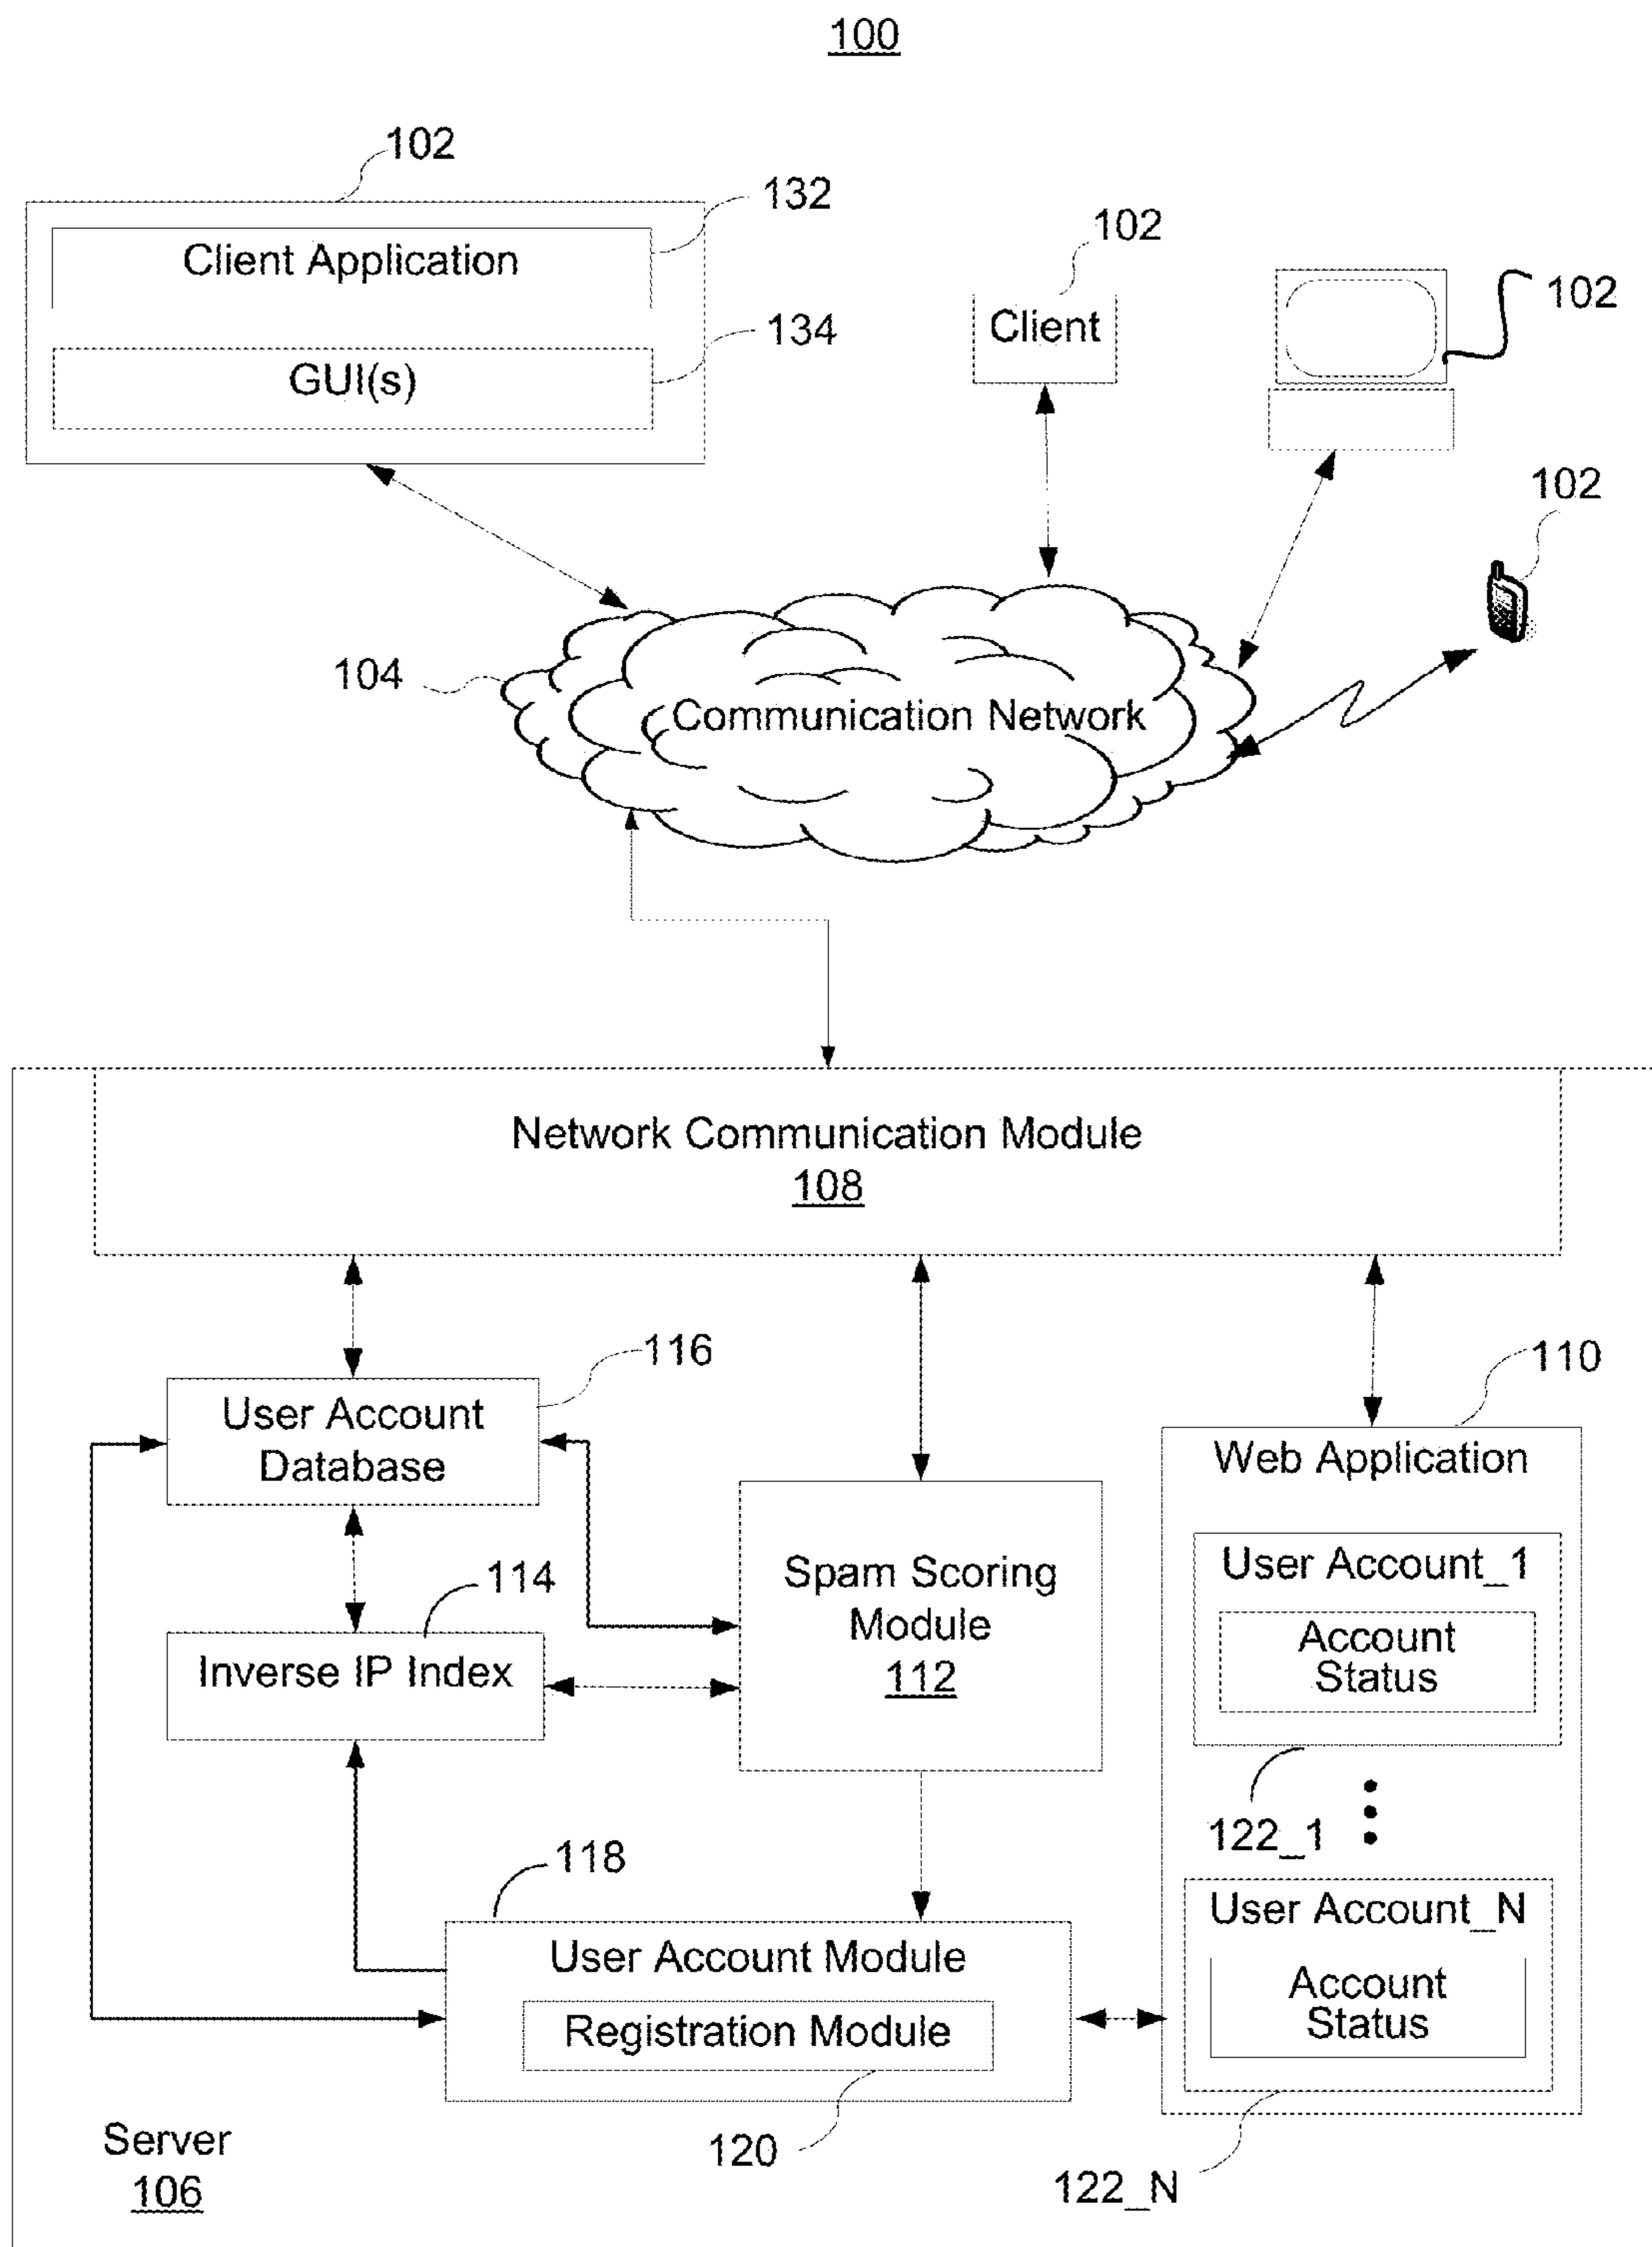 100
102
132
Client Application
134
GUI(s)
102
Client
102
102
104
Communication Network
Network Communication Module
108
116
User Account
Database
110
Web Application
114
Inverse IP Index
Spam Scoring
Module
112
User Account_1
Account
Status
122_1
118
User Account Module
Registration Module
120
User Account_N
Account
Status
122_N
Server
106